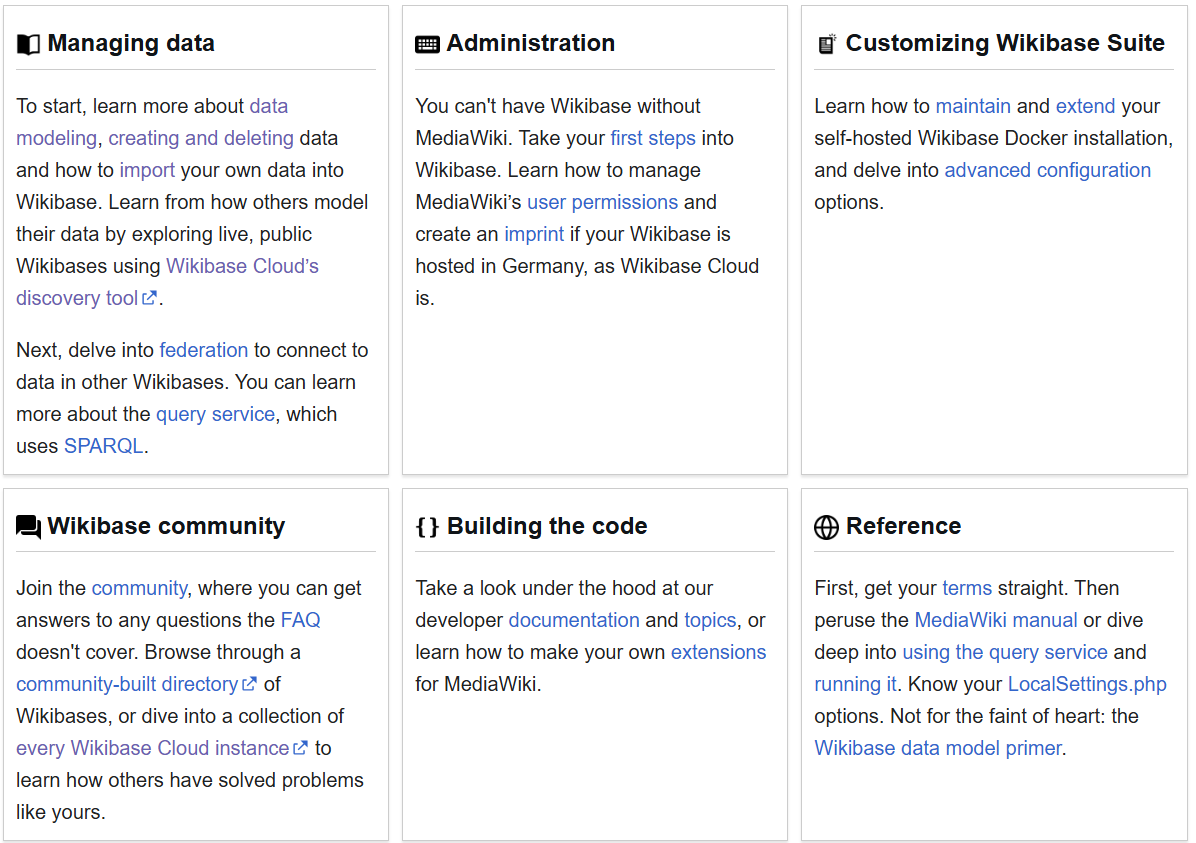 Managing data
To start, learn more about data
modeling, creating and deleting data
and how to import your own data into
Wikibase. Learn from how others model
their data by exploring live, public
Wikibases using Wikibase Cloud’s
discovery tool.
Next, delve into federation to connect to
data in other Wikibases. You can learn
more about the query service, which
uses SPARQL.
Administration
You can't have Wikibase without
MediaWiki. Take your first steps into
Wikibase. Learn how to manage
MediaWiki’s user permissions and
create an imprint if your Wikibase is
hosted in Germany, as Wikibase Cloud
is.
Customizing Wikibase Suite
Learn how to maintain and extend your
self-hosted Wikibase Docker installation,
and delve into advanced configuration
options.
Wikibase community
Join the community, where you can get
answers to any questions the FAQ
doesn't cover. Browse through a
community-built directory of
Wikibases, or dive into a collection of
every Wikibase Cloud instance to
learn how others have solved problems
like yours.
Building the code
Take a look under the hood at our
developer documentation and topics, or
learn how to make your own extensions
for MediaWiki.
Reference
First, get your terms straight. Then
peruse the MediaWiki manual or dive
deep into using the query service and
running it. Know your LocalSettings.php
options. Not for the faint of heart: the
Wikibase data model primer.